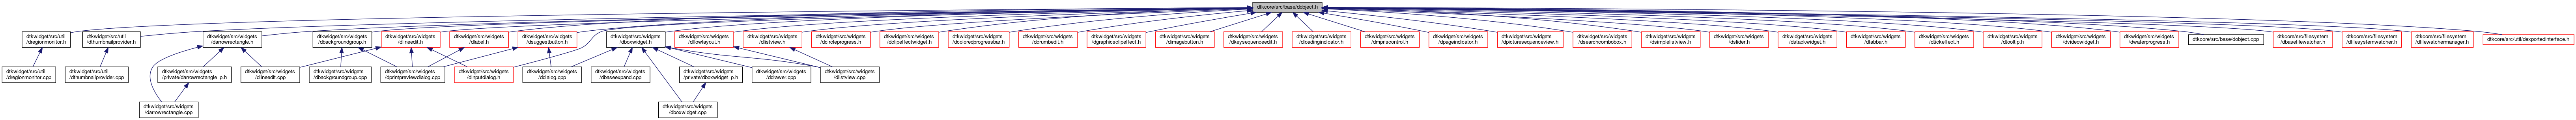 dtkcore/src/base/dobject.h
dtkwidget/src/util
/dregionmonitor.h
dtkwidget/src/util
/dthumbnailprovider.h
dtkwidget/src/widgets
/darrowrectangle.h
dtkwidget/src/widgets
/dbackgroundgroup.h
dtkwidget/src/widgets
/dlineedit.h
dtkwidget/src/widgets
/dlabel.h
dtkwidget/src/widgets
/dsuggestbutton.h
dtkwidget/src/widgets
/dboxwidget.h
dtkwidget/src/widgets
/dflowlayout.h
dtkwidget/src/widgets
/dlistview.h
dtkwidget/src/widgets
/dcircleprogress.h
dtkwidget/src/widgets
/dclipeffectwidget.h
dtkwidget/src/widgets
/dcoloredprogressbar.h
dtkwidget/src/widgets
/dcrumbedit.h
dtkwidget/src/widgets
/dgraphicsclipeffect.h
dtkwidget/src/widgets
/dimagebutton.h
dtkwidget/src/widgets
/dkeysequenceedit.h
dtkwidget/src/widgets
/dloadingindicator.h
dtkwidget/src/widgets
/dmpriscontrol.h
dtkwidget/src/widgets
/dpageindicator.h
dtkwidget/src/widgets
/dpicturesequenceview.h
dtkwidget/src/widgets
/dsearchcombobox.h
dtkwidget/src/widgets
/dsimplelistview.h
dtkwidget/src/widgets
/dslider.h
dtkwidget/src/widgets
/dstackwidget.h
dtkwidget/src/widgets
/dtabbar.h
dtkwidget/src/widgets
/dtickeffect.h
dtkwidget/src/widgets
/dtooltip.h
dtkwidget/src/widgets
/dvideowidget.h
dtkwidget/src/widgets
/dwaterprogress.h
dtkcore/src/base/dobject.cpp
dtkcore/src/filesystem
/dbasefilewatcher.h
dtkcore/src/filesystem
/dfilesystemwatcher.h
dtkcore/src/filesystem
/dfilewatchermanager.h
dtkcore/src/util/dexportedinterface.h
dtkwidget/src/util
/dregionmonitor.cpp
dtkwidget/src/util
/dthumbnailprovider.cpp
dtkwidget/src/widgets
/private/darrowrectangle_p.h
dtkwidget/src/widgets
/dlineedit.cpp
dtkwidget/src/widgets
/dbackgroundgroup.cpp
dtkwidget/src/widgets
/dprintpreviewdialog.cpp
dtkwidget/src/widgets
/dinputdialog.h
dtkwidget/src/widgets
/ddialog.cpp
dtkwidget/src/widgets
/dbaseexpand.cpp
dtkwidget/src/widgets
/private/dboxwidget_p.h
dtkwidget/src/widgets
/ddrawer.cpp
dtkwidget/src/widgets
/dlistview.cpp
dtkwidget/src/widgets
/darrowrectangle.cpp
dtkwidget/src/widgets
/dboxwidget.cpp